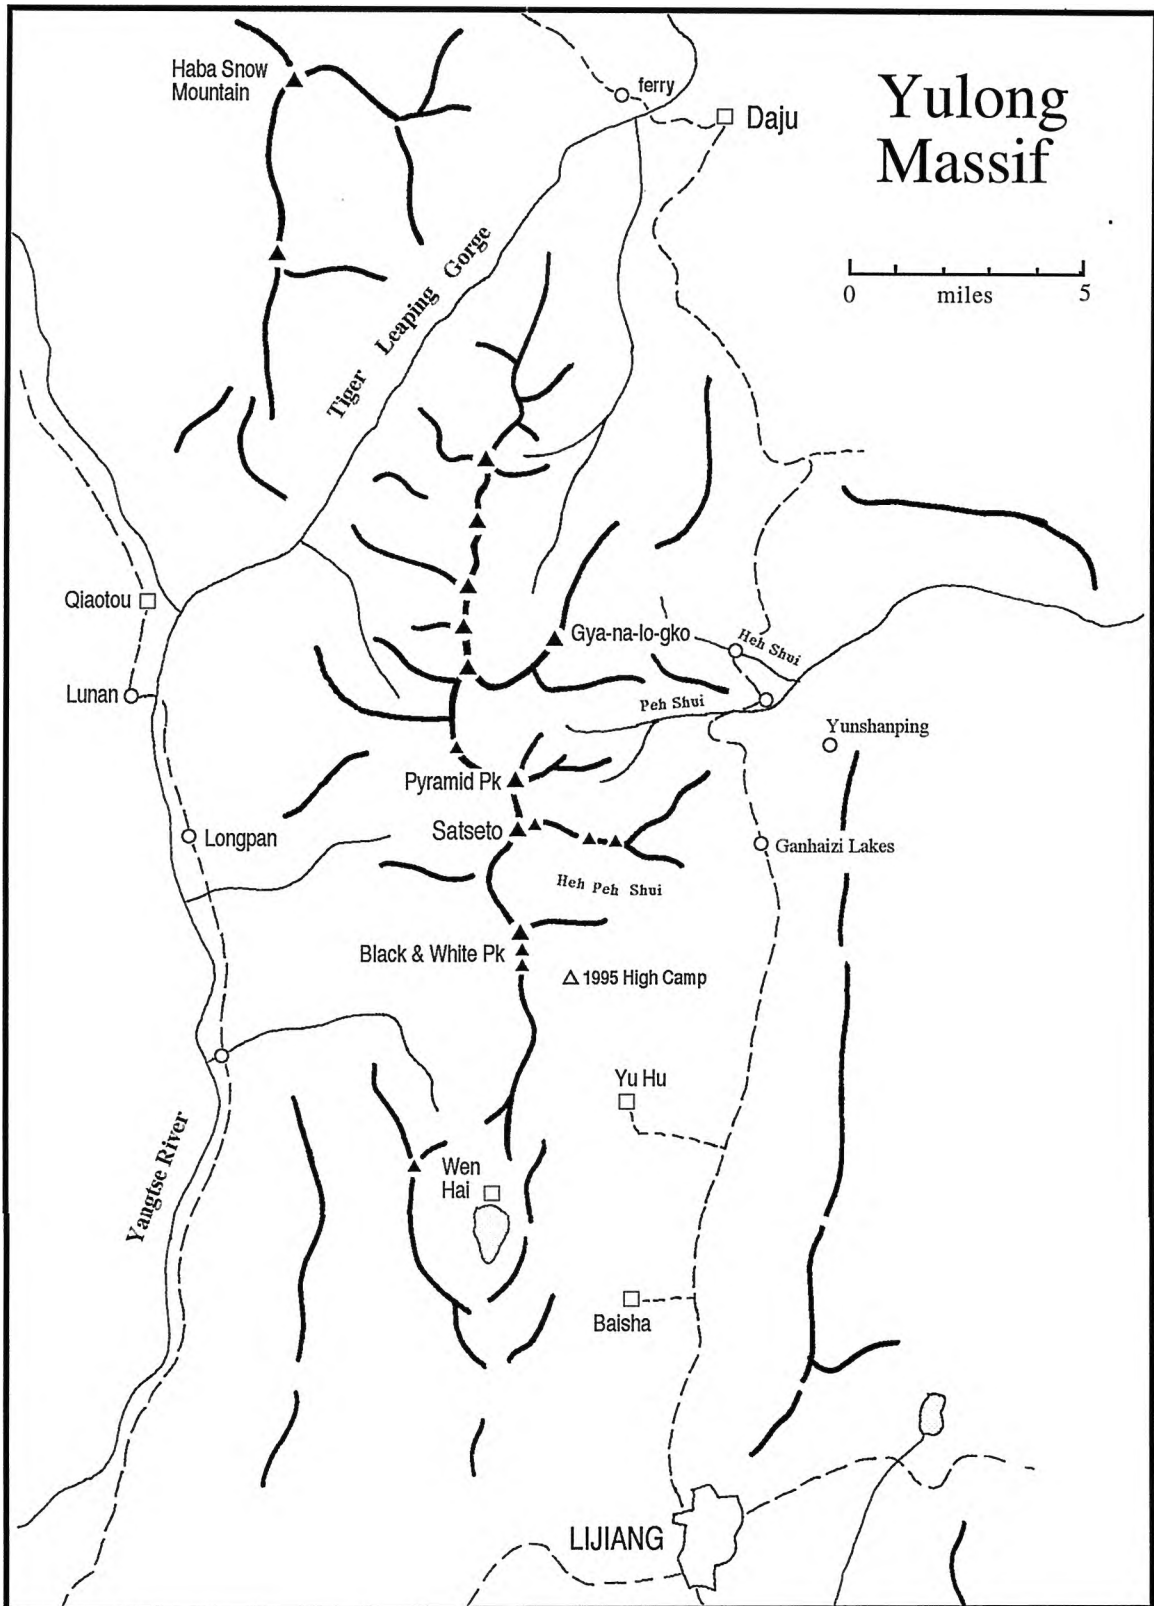 Haba Snow
Mountain
ferry
Daju
Yulong
Massif
0 miles 5
Tiger Leaping Gorge
Qiaotou
Gya-na-lo-gko
Heh Shui
Lunan
Peh Shui
Yunshanping
Pyramid Pk
Satseto
Longpan
Ganhaizi Lakes
Heh Peh Shui
Black & White Pk
1995 High Camp
Yu Hu
Yangtse River
Wen
Hai
Baisha
LIJIANG